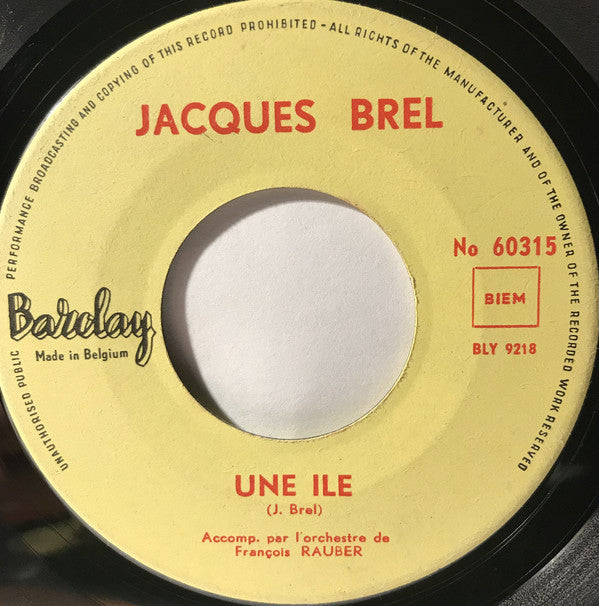 UNAUTHORISED PUBLIC PERFORMANCE BROADCASTING AND COPYING OF THIS RECORD PROHIBITED - ALL RIGHTS OF THE MANUFACTURER AND OF THE OWNER OF THE RECORDED WORK RESERVED
JACQUES BREL
No 60315
BIEM
BLY 9218
Barclay
Made in Belgium
UNE ILE
(J. Brel)
Accomp. par l'orchestre de
François RAUBER